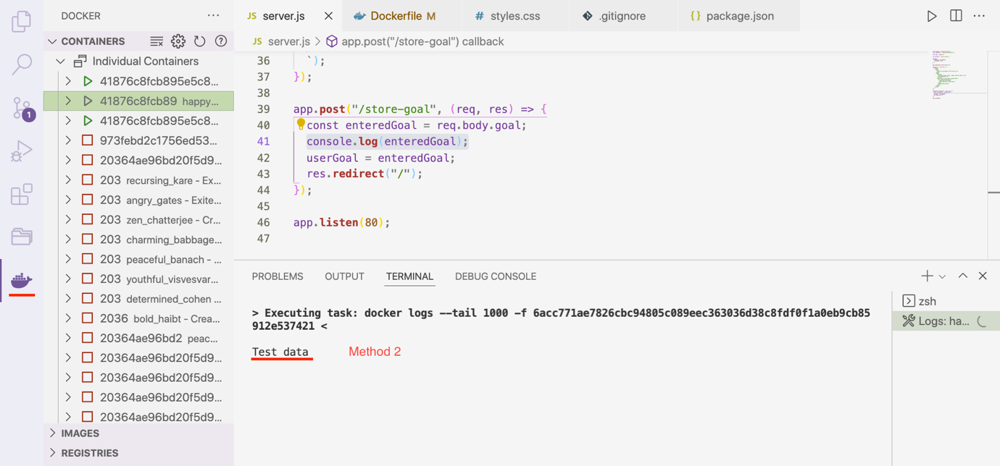 DOCKER
CONTAINERS
Individual Containers
41876c8fcb895e5c8...
41876c8fcb89 happy...
41876c8fcb895e5c8...
973febd2c1756ed53...
20364ae96bd20f5d9...
203 recursing_kare - Ex...
203 angry_gates - Exite...
203 zen_chatterjee - Cr...
203 charming_babbage...
203 peaceful_banach - ...
203 youthful_visvesvar...
203 determined_cohen ...
2036 bold_haibt - Crea...
20364ae96bd2 peac...
20364ae96bd20f5d9...
20364ae96bd20f5d9...
20364ae96bd20f5d9...
20364ae96bd20f5d9...
IMAGES
REGISTRIES
1
JS server.js
Dockerfile M
# styles.css
.gitignore
{} package.json
JS server.js > app.post("/store-goal") callback
36 `);
37 });
38
39 app.post("/store-goal", (req, res) => {
40 const enteredGoal = req.body.goal;
41 console.log(enteredGoal);
42 userGoal = enteredGoal;
43 res.redirect("/");
44 });
45
46 app.listen(80);
47
PROBLEMS OUTPUT TERMINAL DEBUG CONSOLE
> Executing task: docker logs --tail 1000 -f 6acc771ae7826cbc94805c089eec363036d38c8fdf0f1a0eb9cb85
912e537421 <
Test data Method 2
zsh
Logs: ha...